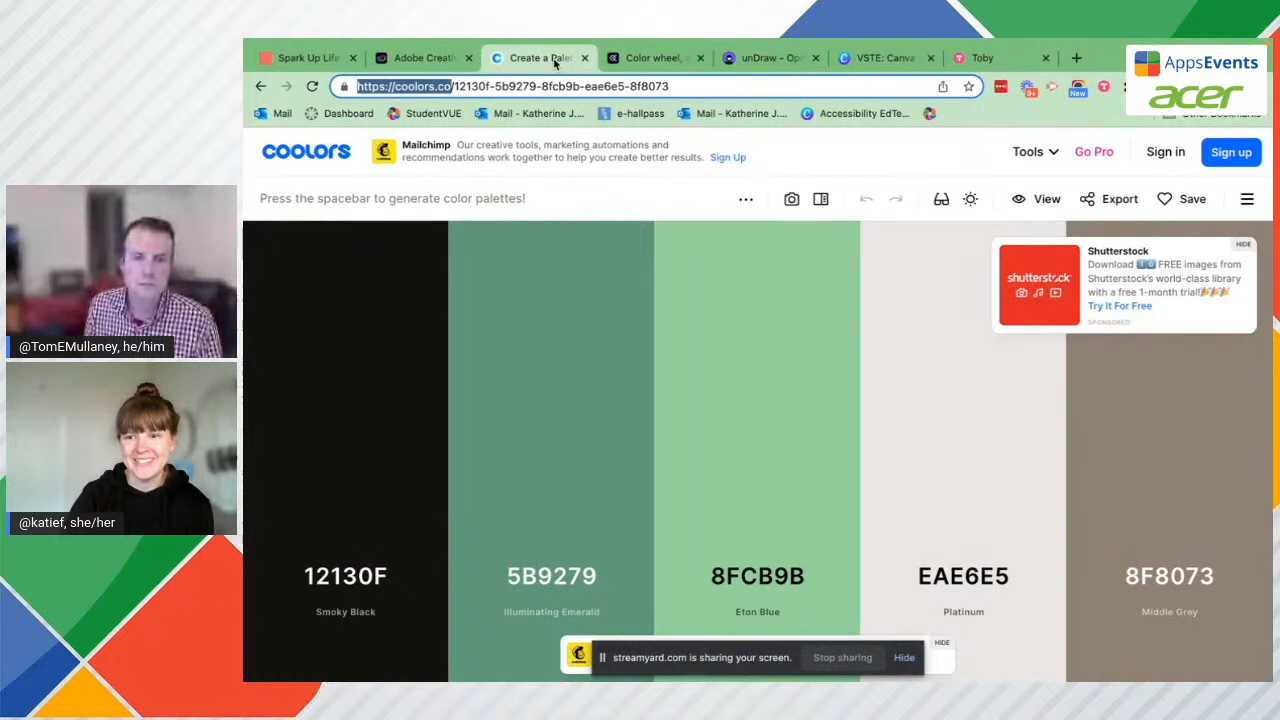 Spark Up Life
Adobe Creati
Create a Pale
Color wheel,
unDraw - Op
VSTE: Canva
Toby
AppsEvents
acer
https://coolors.co/12130f-5b9279-8fcb9b-eae6e5-8f8073
New
9+
Mail
Dashboard
StudentVUE
Mail - Katherine J....
e-hallpass
Mail - Katherine J....
Accessibility EdTe...
Other Bookmarks
coolors
Mailchimp Our creative tools, marketing automations and
recommendations work together to help you create better results. Sign Up
Tools
Go Pro
Sign in
Sign up
Press the spacebar to generate color palettes!
View
Export
Save
HIDE
shutterstock
Shutterstock
Download 10 FREE images from
Shutterstock's world-class library
with a free 1-month trial!
Try It For Free
SPONSORED
@TomEMullaney, he/him
@katief, she/her
12130F
Smoky Black
5B9279
Illuminating Emerald
8FCB9B
Eton Blue
EAE6E5
Platinum
8F8073
Middle Grey
HIDE
streamyard.com is sharing your screen.
Stop sharing
Hide